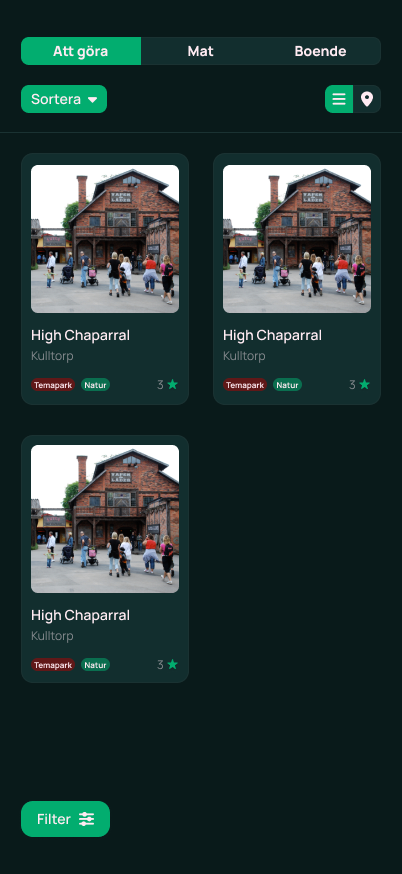 Att göra Mat Boende
Sortera
High Chaparral High Chaparral
Kulltorp Kulltorp
Temapark Natur 3 Temapark Natur 3
High Chaparral
Kulltorp
Temapark Natur 3
Filter